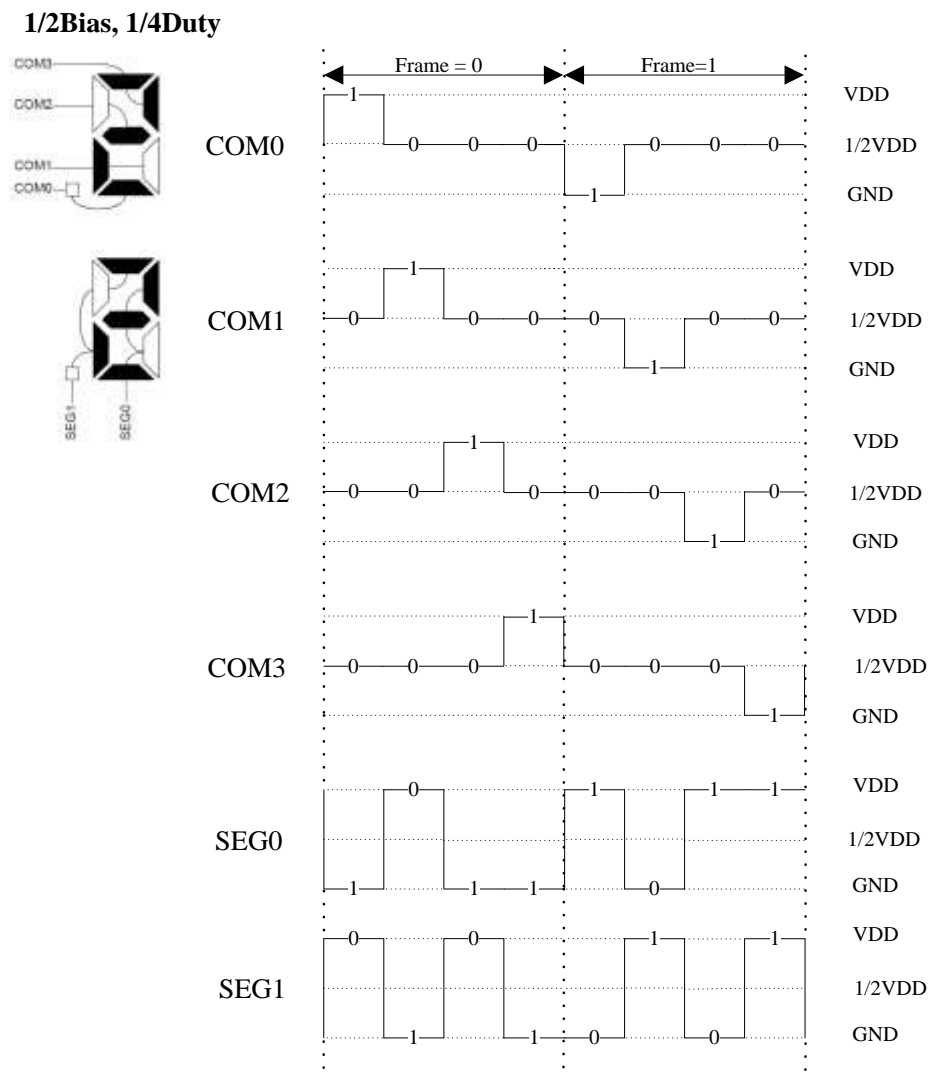 1/2Bias, 1/4Duty
COM3
COM2
COM1
COM0
SEG1
SEG0
Frame = 0 Frame=1
COM0
1 0 0 0 1 0 0 0
VDD
1/2VDD
GND
COM1
0 1 0 0 0 1 0 0
VDD
1/2VDD
GND
COM2
0 0 1 0 0 0 1 0
VDD
1/2VDD
GND
COM3
0 0 0 1 0 0 0 1
VDD
1/2VDD
GND
SEG0
1 0 1 1 1 0 1 1
VDD
1/2VDD
GND
SEG1
0 1 0 1 0 1 0 1
VDD
1/2VDD
GND